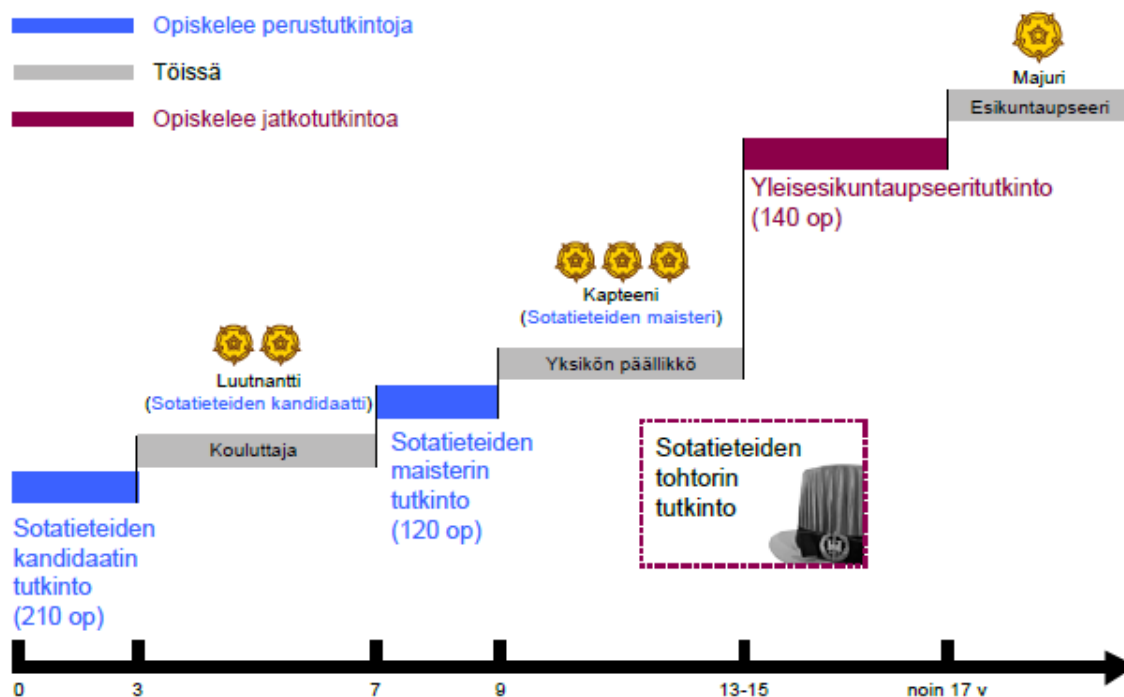 Opiskelee perustutkintoja
Töissä
Opiskelee jatkotutkintoa
Majuri
Esikuntaupseeri
Yleisesikuntaupseeritutkinto
(140 op)
Kapteeni
(Sotatieteiden maisteri)
Yksikön päällikkö
Luutnantti
(Sotatieteiden kandidaatti)
Kouluttaja
Sotatieteiden
maisterin
tutkinto
(120 op)
Sotatieteiden
tohtorin
tutkinto
Sotatieteiden
kandidaatin
tutkinto
(210 op)
0 3 7 9 13-15 noin 17 v